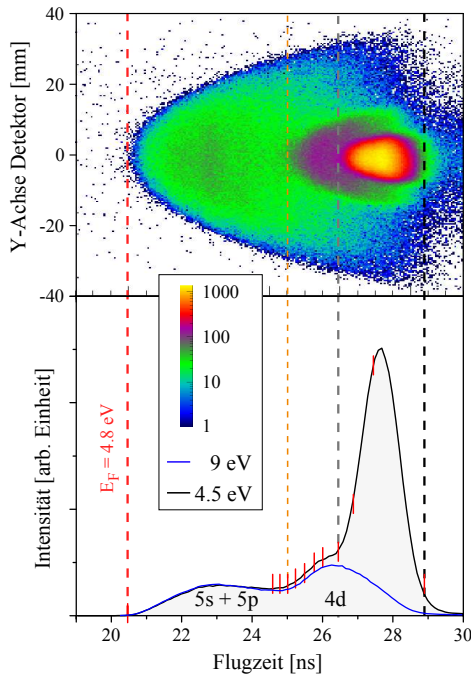 40
20
0
-20
-40
Y-Achse Detektor [mm]
1000
100
10
1
9 eV
4.5 eV
E_F = 4.8 eV
Intensität [arb. Einheit]
5s + 5p
4d
20 22 24 26 28 30
Flugzeit [ns]